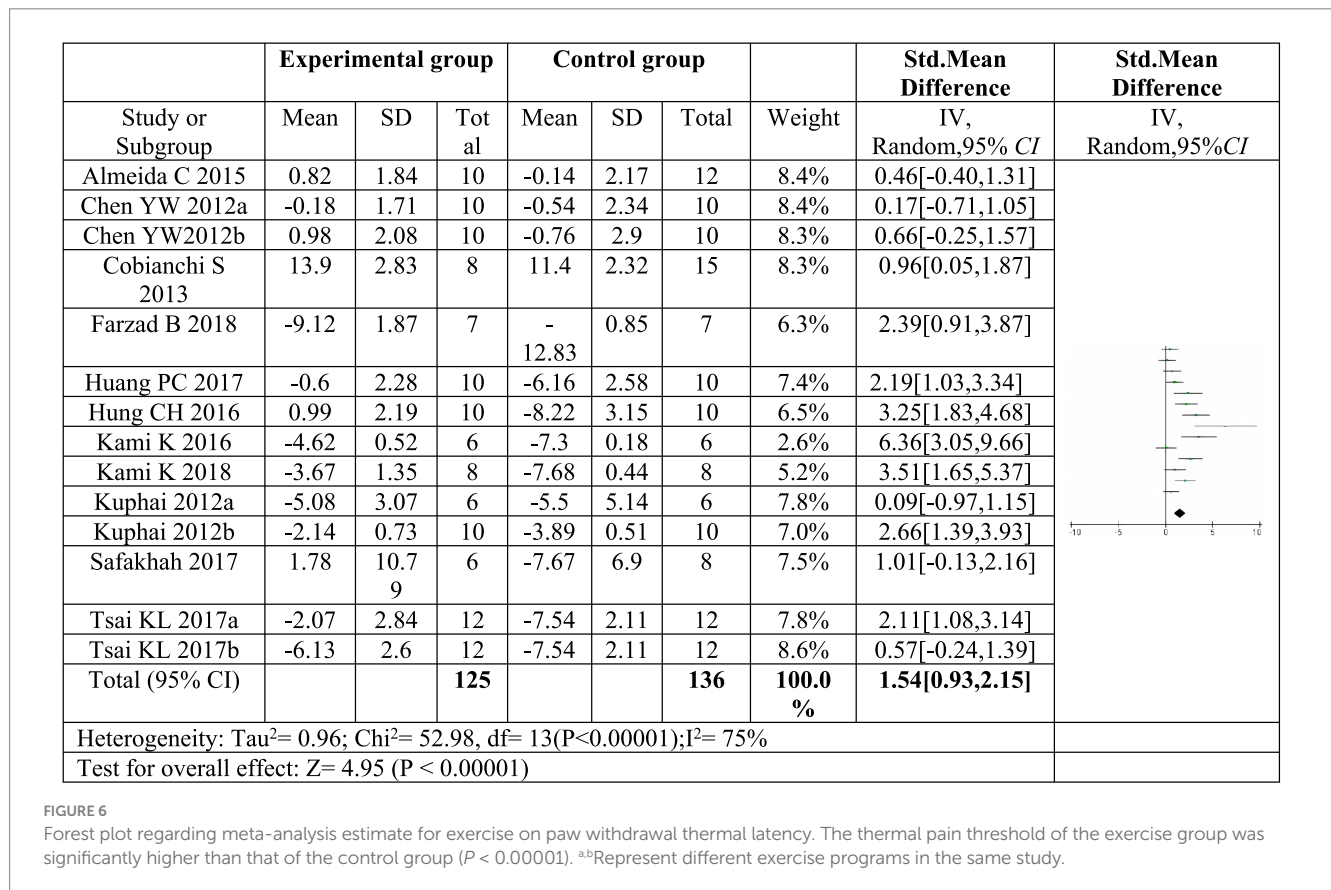 Experimental group Control group Std.Mean Difference Std.Mean Difference
Study or Subgroup Mean SD Tot al Mean SD Total Weight IV, Random,95% CI IV, Random,95%CI
Almeida C 2015 0.82 1.84 10 -0.14 2.17 12 8.4% 0.46[-0.40,1.31]
Chen YW 2012a -0.18 1.71 10 -0.54 2.34 10 8.4% 0.17[-0.71,1.05]
Chen YW2012b 0.98 2.08 10 -0.76 2.9 10 8.3% 0.66[-0.25,1.57]
Cobianchi S 2013 13.9 2.83 8 11.4 2.32 15 8.3% 0.96[0.05,1.87]
Farzad B 2018 -9.12 1.87 7 - 12.83 0.85 7 6.3% 2.39[0.91,3.87]
Huang PC 2017 -0.6 2.28 10 -6.16 2.58 10 7.4% 2.19[1.03,3.34]
Hung CH 2016 0.99 2.19 10 -8.22 3.15 10 6.5% 3.25[1.83,4.68]
Kami K 2016 -4.62 0.52 6 -7.3 0.18 6 2.6% 6.36[3.05,9.66]
Kami K 2018 -3.67 1.35 8 -7.68 0.44 8 5.2% 3.51[1.65,5.37]
Kuphai 2012a -5.08 3.07 6 -5.5 5.14 6 7.8% 0.09[-0.97,1.15]
Kuphai 2012b -2.14 0.73 10 -3.89 0.51 10 7.0% 2.66[1.39,3.93]
Safakhah 2017 1.78 10.7 9 6 -7.67 6.9 8 7.5% 1.01[-0.13,2.16]
Tsai KL 2017a -2.07 2.84 12 -7.54 2.11 12 7.8% 2.11[1.08,3.14]
Tsai KL 2017b -6.13 2.6 12 -7.54 2.11 12 8.6% 0.57[-0.24,1.39]
Total (95% CI) 125 136 100.0 % 1.54[0.93,2.15]
-10 -5 0 5 10
Heterogeneity: Tau²= 0.96; Chi²= 52.98, df= 13(P<0.00001);I²= 75%
Test for overall effect: Z= 4.95 (P < 0.00001)
FIGURE 6
Forest plot regarding meta-analysis estimate for exercise on paw withdrawal thermal latency. The thermal pain threshold of the exercise group was
significantly higher than that of the control group (P < 0.00001). a,bRepresent different exercise programs in the same study.